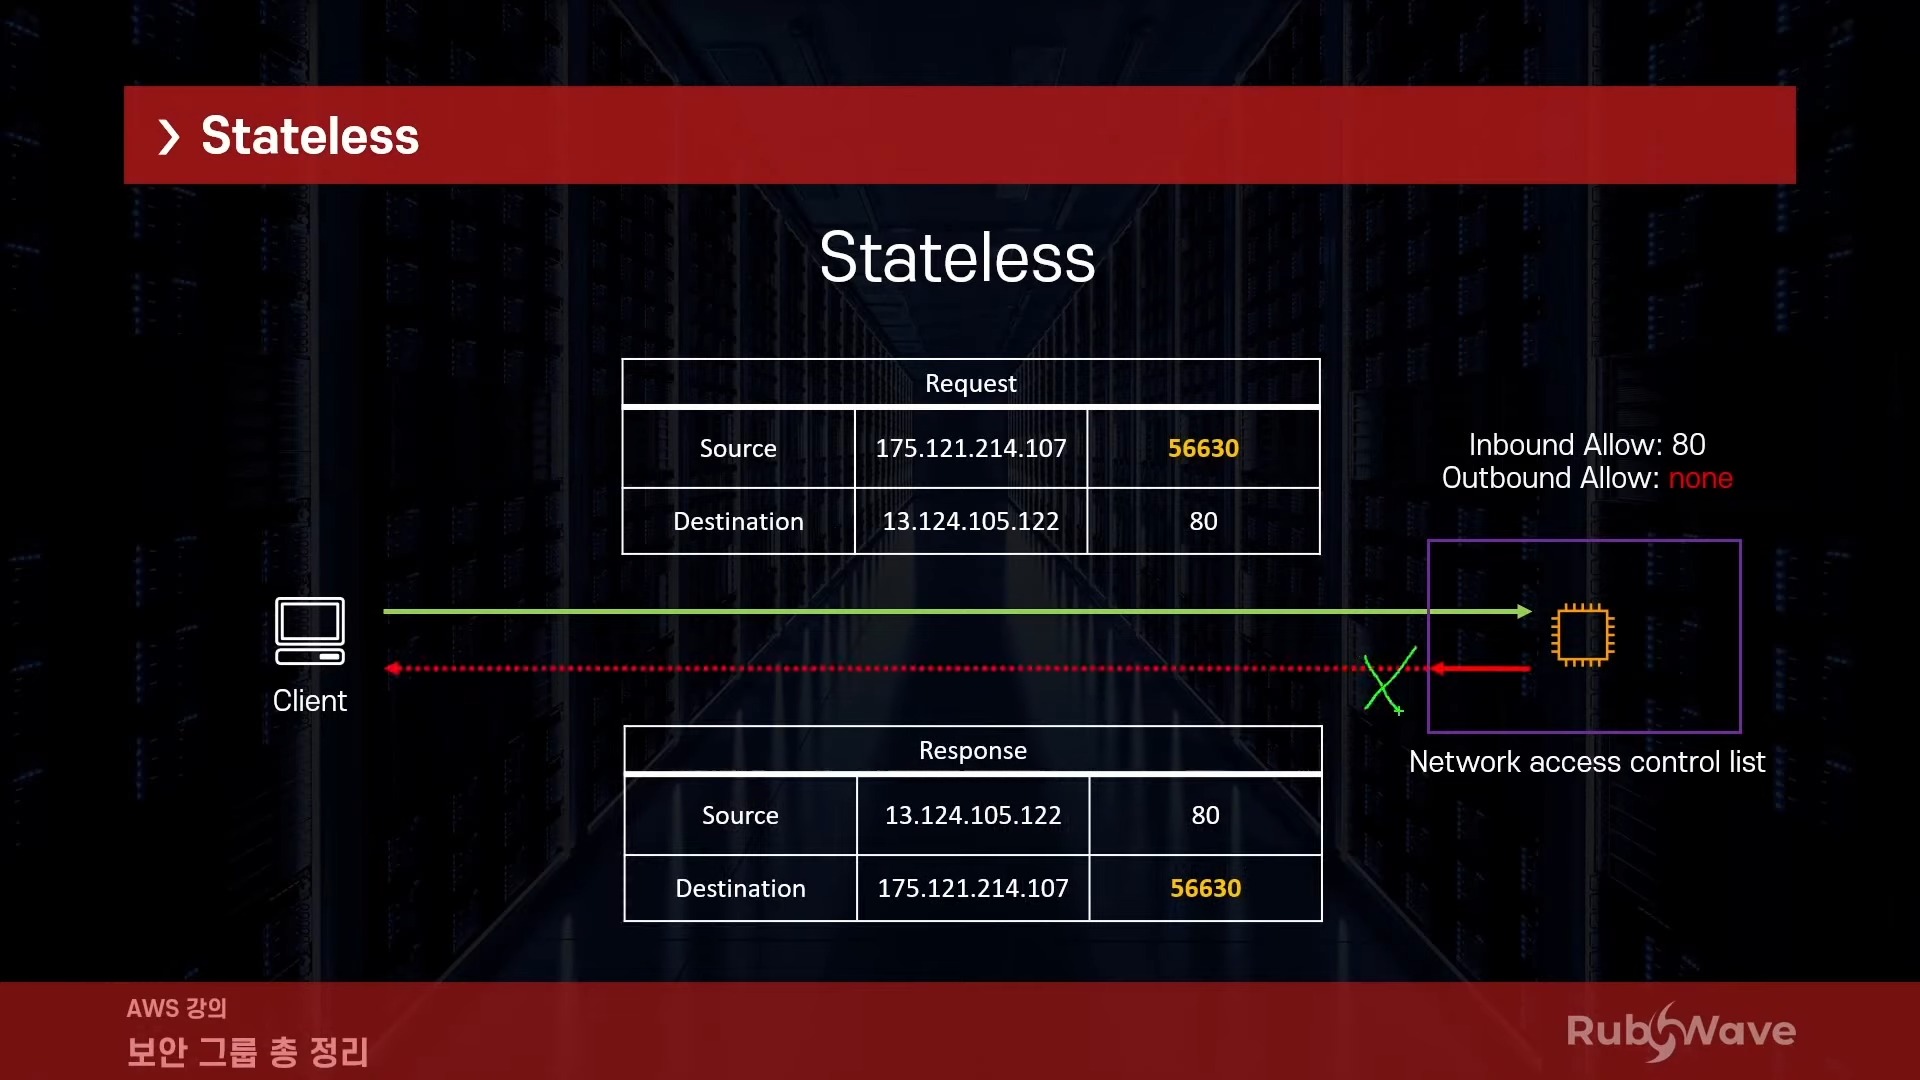 Stateless
Stateless
Request
Source 175.121.214.107 56630
Destination 13.124.105.122 80
Inbound Allow: 80
Outbound Allow: none
Client
Network access control list
Response
Source 13.124.105.122 80
Destination 175.121.214.107 56630
AWS 강의
보안 그룹 총 정리
RubyWave